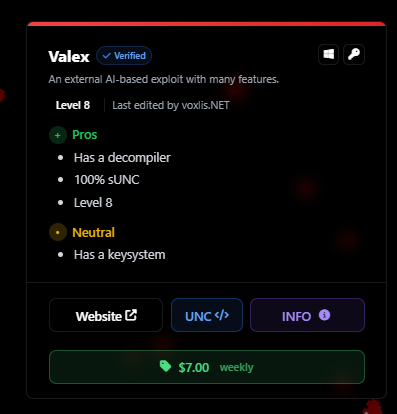 Valex Verified
An external AI-based exploit with many features.
Level 8 Last edited by voxlis.NET
Pros
Has a decompiler
100% sUNC
Level 8
Neutral
Has a keysystem
Website UNC </> INFO
$7.00 weekly